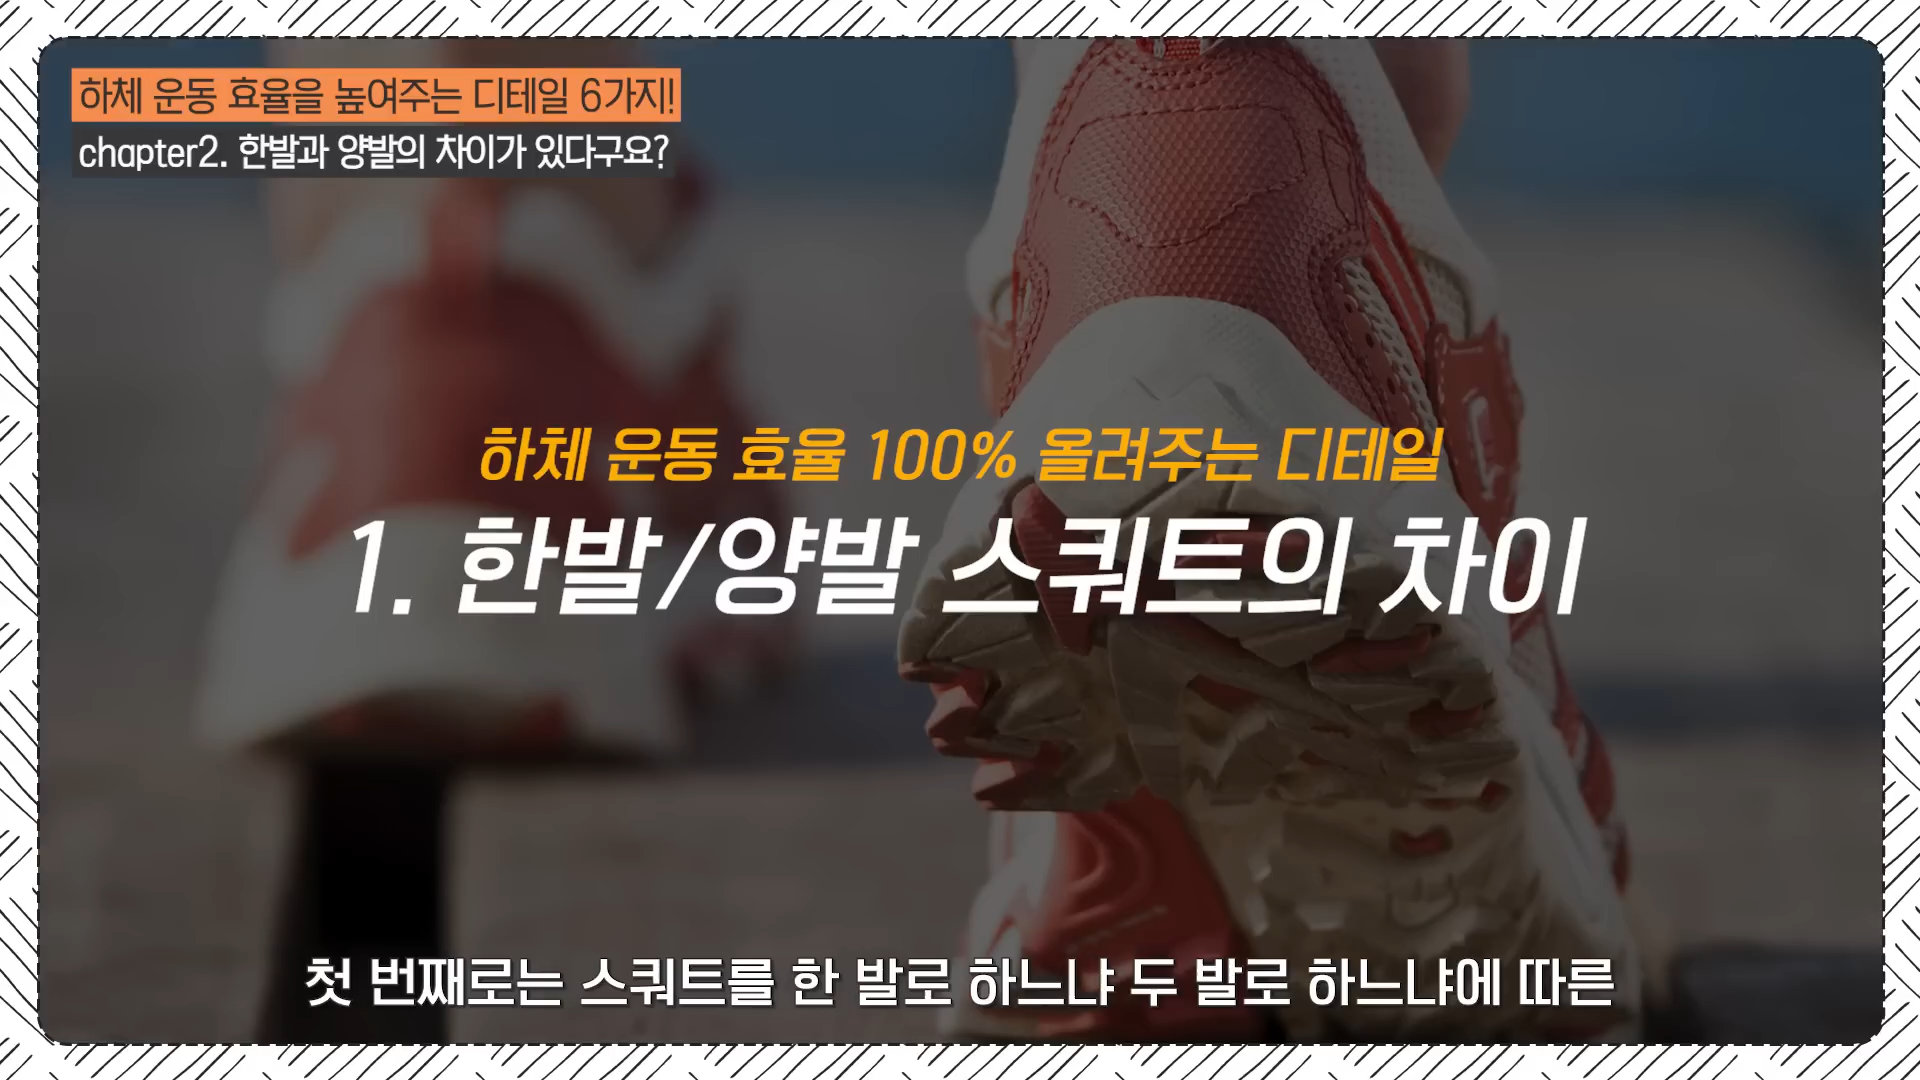 하체 운동 효율을 높여주는 디테일 6가지!
chapter2. 한발과 양발의 차이가 있다구요?
하체 운동 효율 100% 올려주는 디테일
1. 한발/양발 스쿼트의 차이
첫 번째로는 스쿼트를 한 발로 하느냐 두 발로 하느냐에 따른